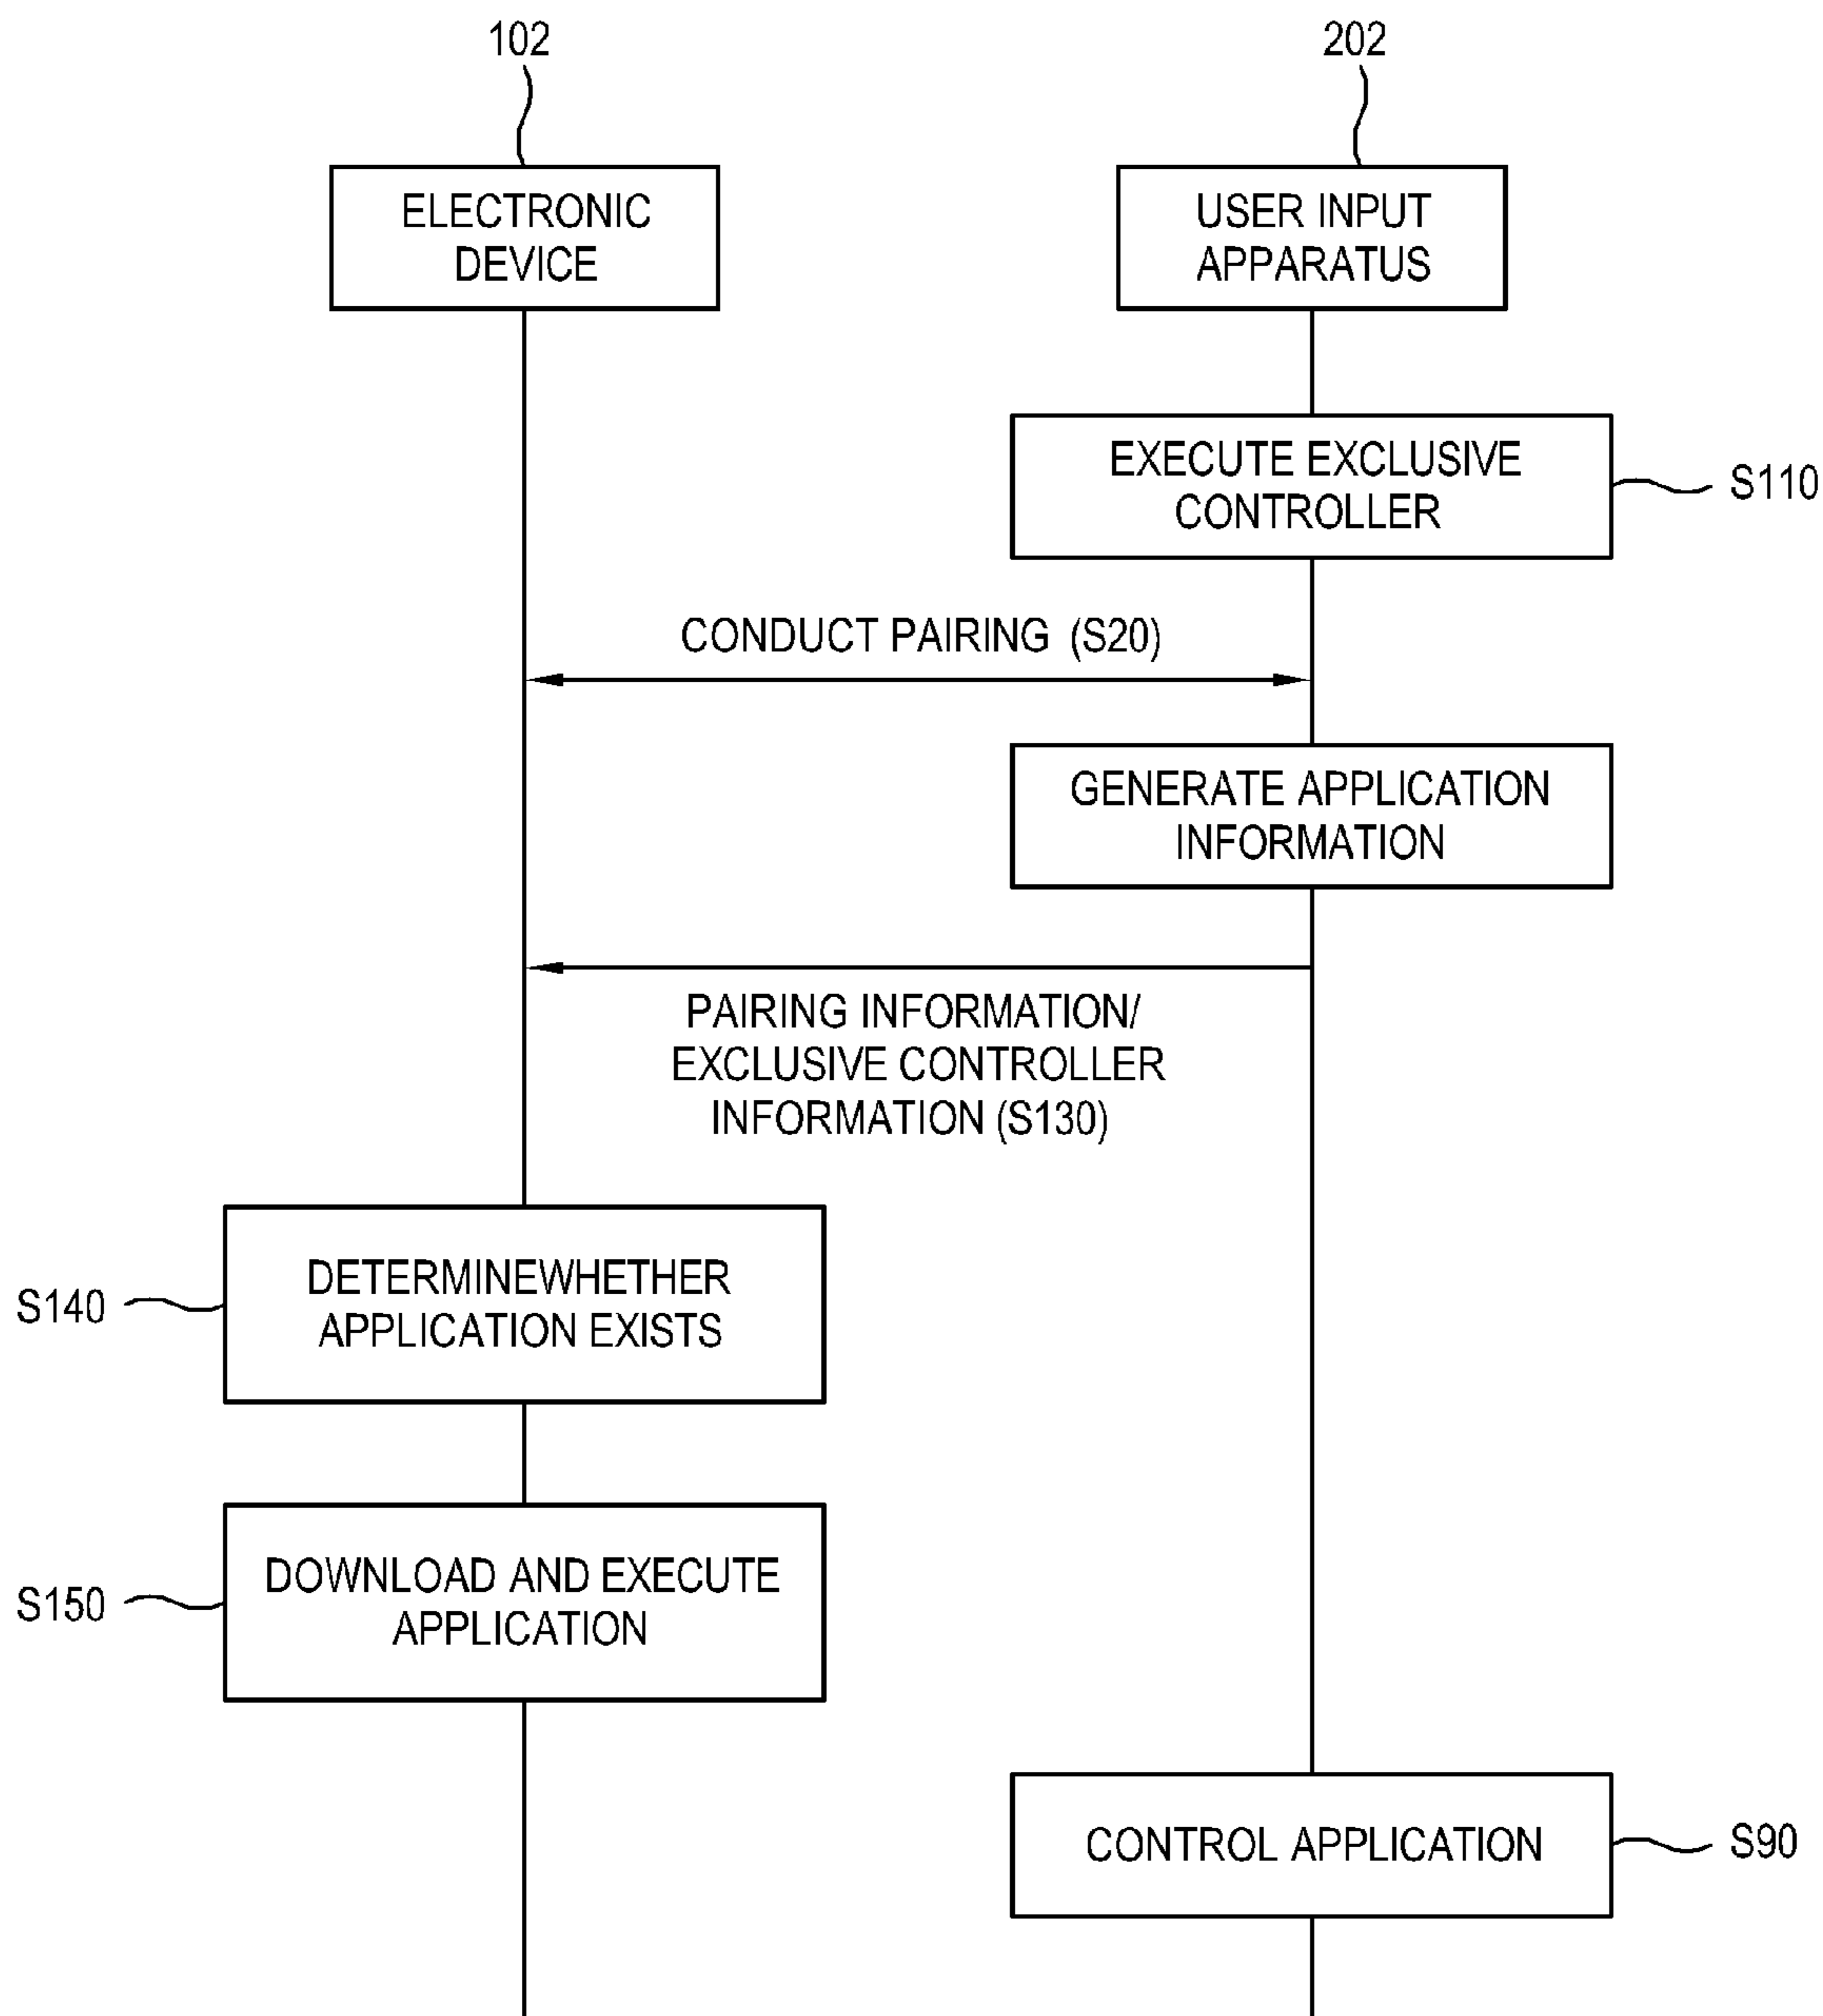 102
202
ELECTRONIC
DEVICE
USER INPUT
APPARATUS
EXECUTE EXCLUSIVE
CONTROLLER
S110
CONDUCT PAIRING (S20)
GENERATE APPLICATION
INFORMATION
PAIRING INFORMATION/
EXCLUSIVE CONTROLLER
INFORMATION (S130)
S140
DETERMINEWHETHER
APPLICATION EXISTS
S150
DOWNLOAD AND EXECUTE
APPLICATION
CONTROL APPLICATION
S90